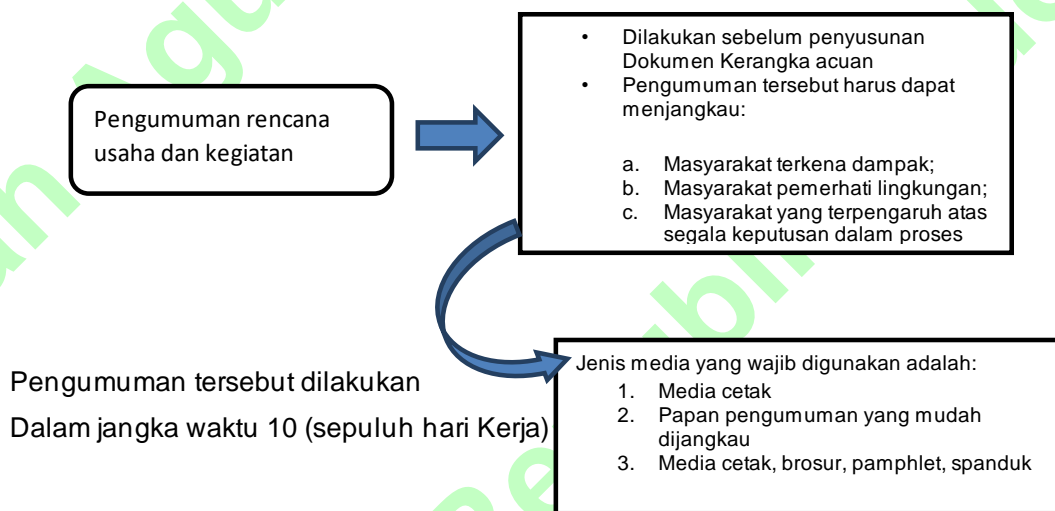 Pengumuman rencana
usaha dan kegiatan
• Dilakukan sebelum penyusunan
Dokumen Kerangka acuan
• Pengumuman tersebut harus dapat
menjangkau:
a. Masyarakat terkena dampak;
b. Masyarakat pemerhati lingkungan;
c. Masyarakat yang terpengaruh atas
segala keputusan dalam proses
Pengumuman tersebut dilakukan
Dalam jangka waktu 10 (sepuluh hari Kerja)
Jenis media yang wajib digunakan adalah:
1. Media cetak
2. Papan pengumuman yang mudah
dijangkau
3. Media cetak, brosur, pamphlet, spanduk